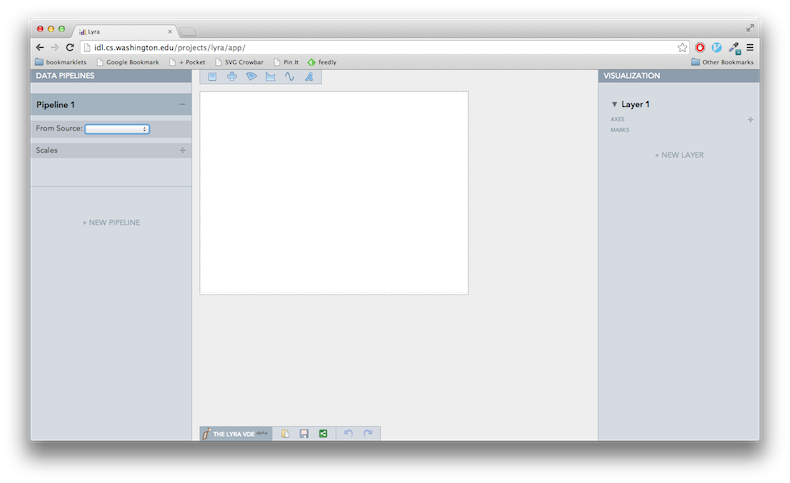 Lyra
idl.cs.washington.edu/projects/lyra/app/
bookmarklets Google Bookmark + Pocket SVG Crowbar Pin It feedly Other Bookmarks
DATA PIPELINES
VISUALIZATION
Pipeline 1
Layer 1
AXES
From Source:
MARKS
Scales
+ NEW LAYER
+ NEW PIPELINE
THE LYRA VDE alpha